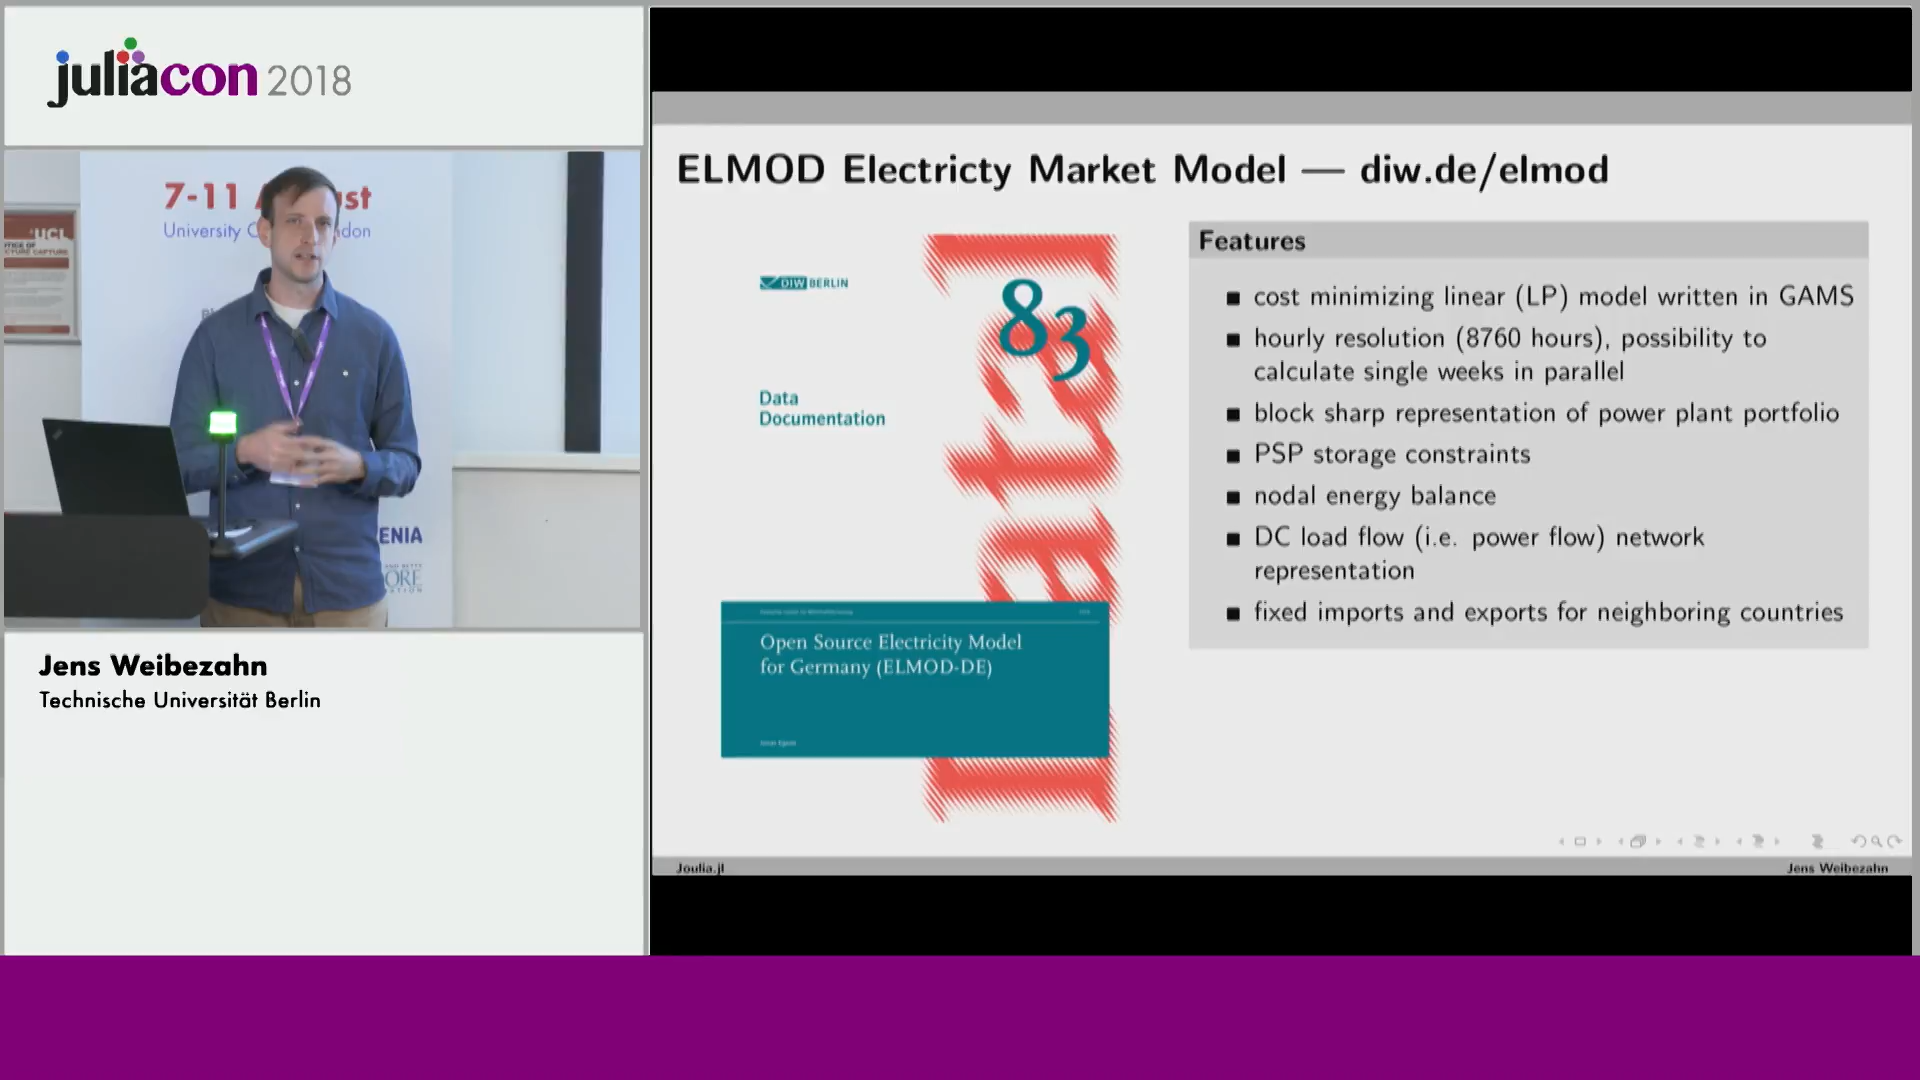 juliacon 2018
7-11 A ust
University C ndon
UCL
ENIA
ORE
Jens Weibezahn
Technische Universität Berlin
ELMOD Electricty Market Model — diw.de/elmod
DIW BERLIN
83
Data
Documentation
Open Source Electricity Model
for Germany (ELMOD-DE)
Features
cost minimizing linear (LP) model written in GAMS
hourly resolution (8760 hours), possibility to
calculate single weeks in parallel
block sharp representation of power plant portfolio
PSP storage constraints
nodal energy balance
DC load flow (i.e. power flow) network
representation
fixed imports and exports for neighboring countries
Joulia.jl
Jens Weibezahn